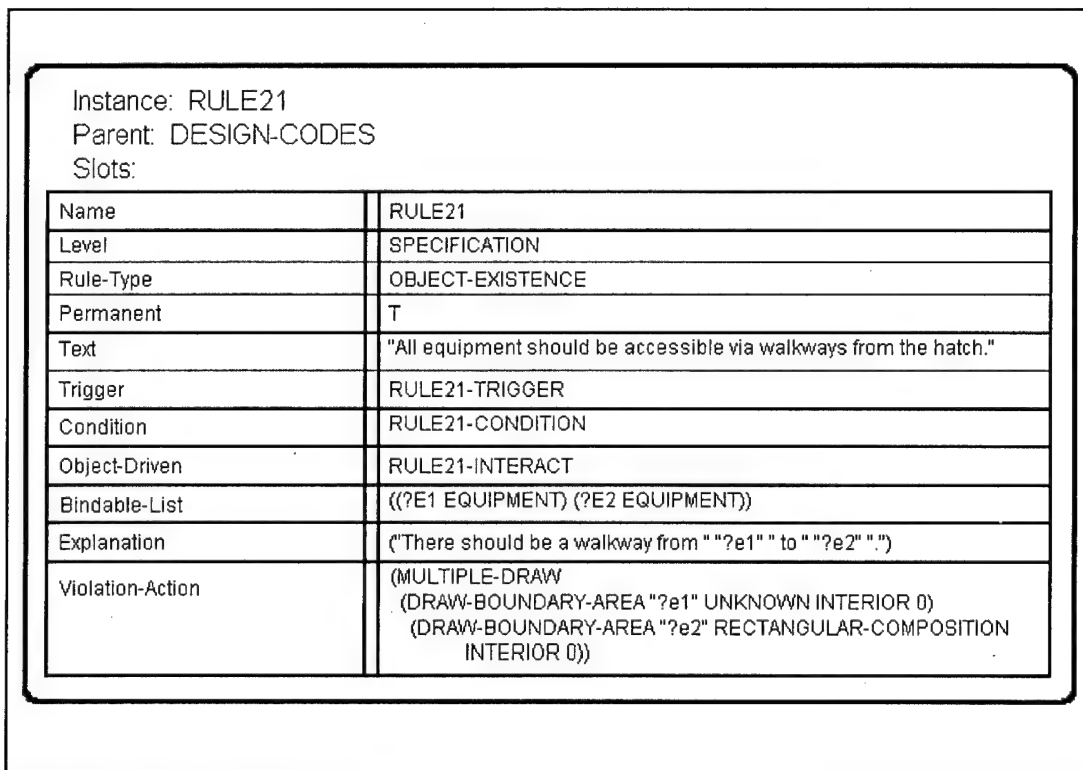 Instance: RULE21
Parent: DESIGN-CODES
Slots:
Name RULE21
Level SPECIFICATION
Rule-Type OBJECT-EXISTENCE
Permanent T
Text "All equipment should be accessible via walkways from the hatch."
Trigger RULE21-TRIGGER
Condition RULE21-CONDITION
Object-Driven RULE21-INTERACT
Bindable-List ((?E1 EQUIPMENT) (?E2 EQUIPMENT))
Explanation ("There should be a walkway from " "?e1" " to " "?e2" ".")
Violation-Action (MULTIPLE-DRAW
(DRAW-BOUNDARY-AREA "?e1" UNKNOWN INTERIOR 0)
(DRAW-BOUNDARY-AREA "?e2" RECTANGULAR-COMPOSITION
INTERIOR 0))